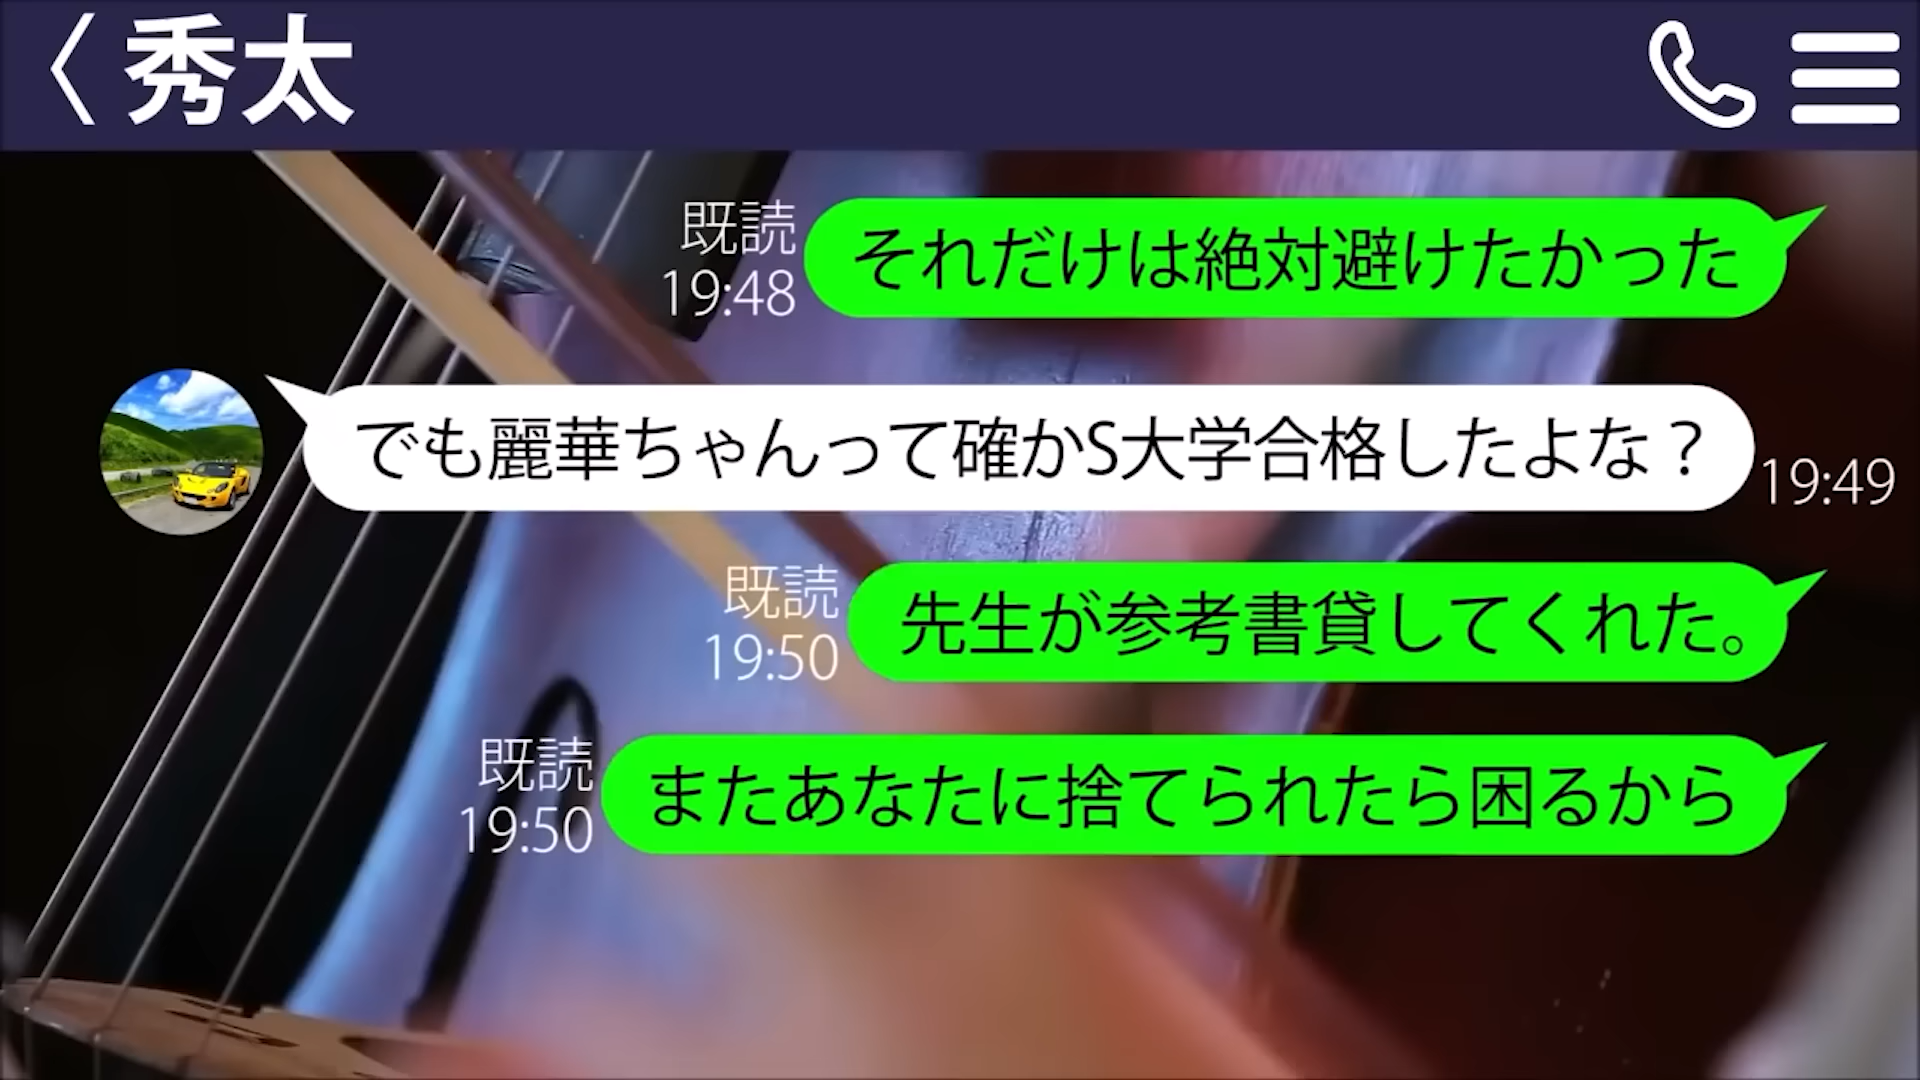 秀太
既読
19:48
それだけは絶対避けたかった
でも麗華ちゃんって確かS大学合格したよな？
19:49
既読
19:50
先生が参考書貸してくれた。
既読
19:50
またあなたに捨てられたら困るから